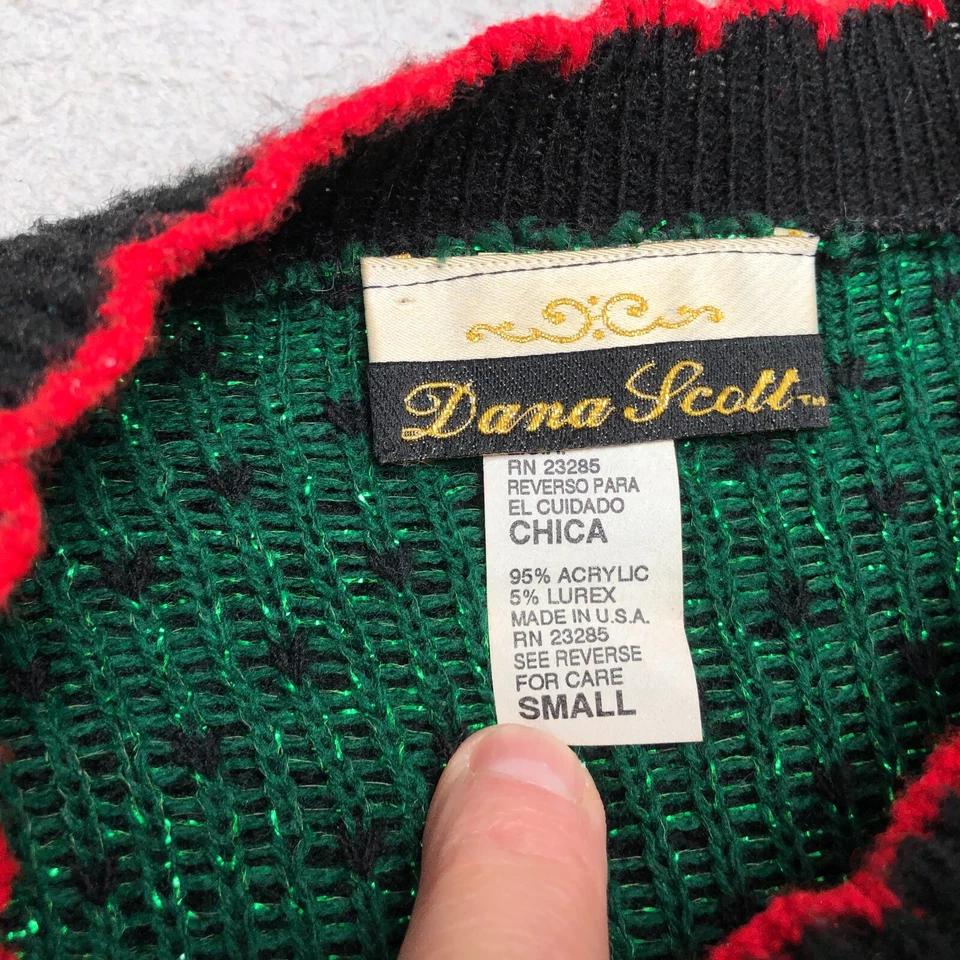 Dana Scott™
RN 23285
REVERSO PARA
EL CUIDADO
CHICA
95% ACRYLIC
5% LUREX
MADE IN U.S.A.
RN 23285
SEE REVERSE
FOR CARE
SMALL